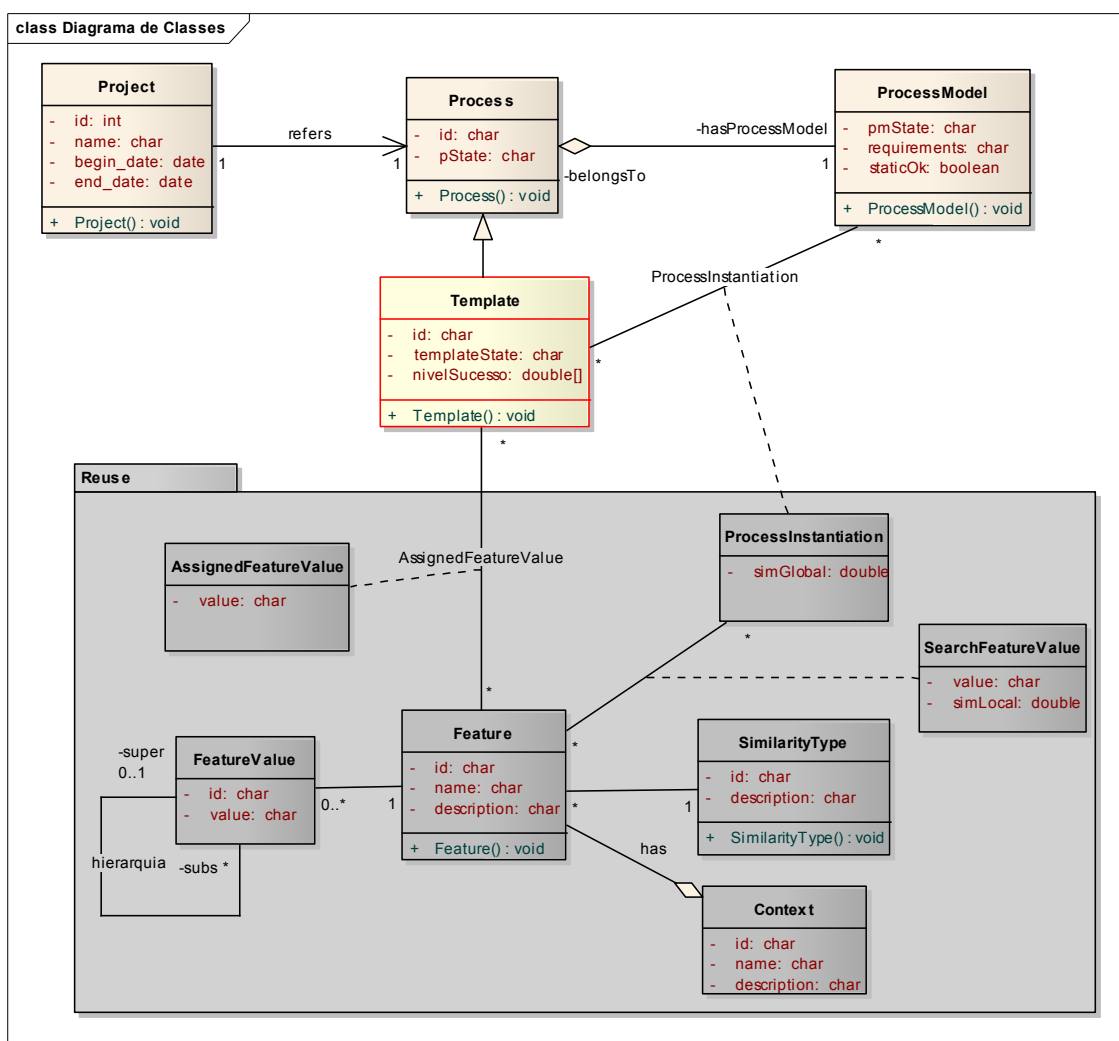 class Diagrama de Classes
Project
- id: int
- name: char
- begin_date: date
- end_date: date
+ Project() : void
refers
1
1
Process
- id: char
- pState: char
+ Process() : void
-hasProcessModel
-belongsTo
1
ProcessModel
- pmState: char
- requirements: char
- staticOk: boolean
+ ProcessModel() : void
*
ProcessInstantiation
*
Template
- id: char
- templateState: char
- nivelSucesso: double[]
+ Template() : void
*
Reuse
AssignedFeatureValue
- value: char
AssignedFeatureValue
ProcessInstantiation
- simGlobal: double
*
SearchFeatureValue
- value: char
- simLocal: double
*
Feature
- id: char
- name: char
- description: char
+ Feature() : void
*
-super
0..1
FeatureValue
- id: char
- value: char
0..*
1
hierarquia
-subs *
*
1
SimilarityType
- id: char
- description: char
+ SimilarityType() : void
has
Context
- id: char
- name: char
- description: char